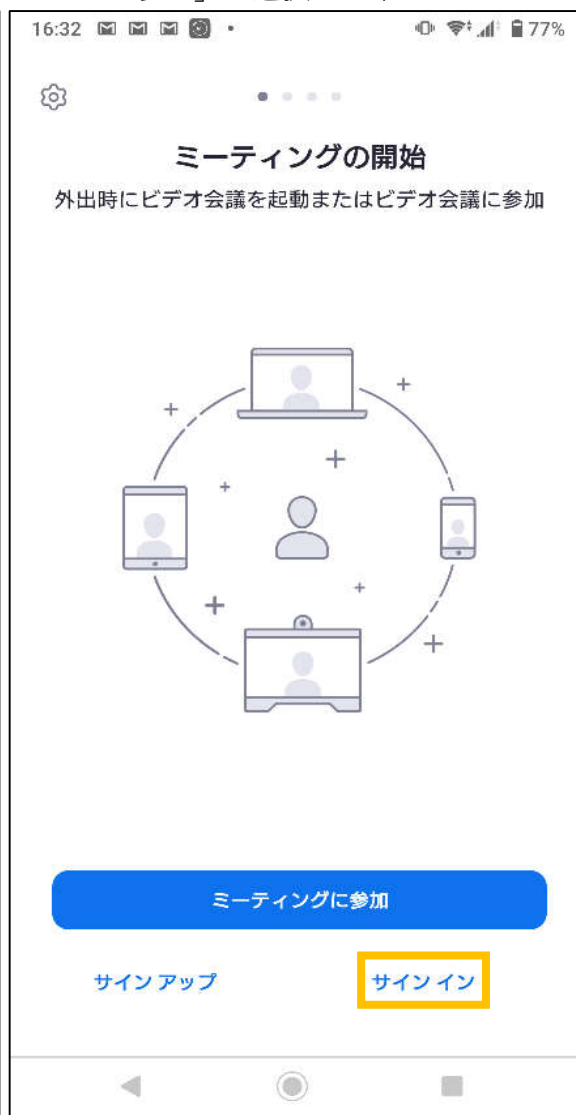 16:32 77%
ミーティングの開始
外出時にビデオ会議を起動またはビデオ会議に参加
ミーティングに参加
サインアップ サイン イン